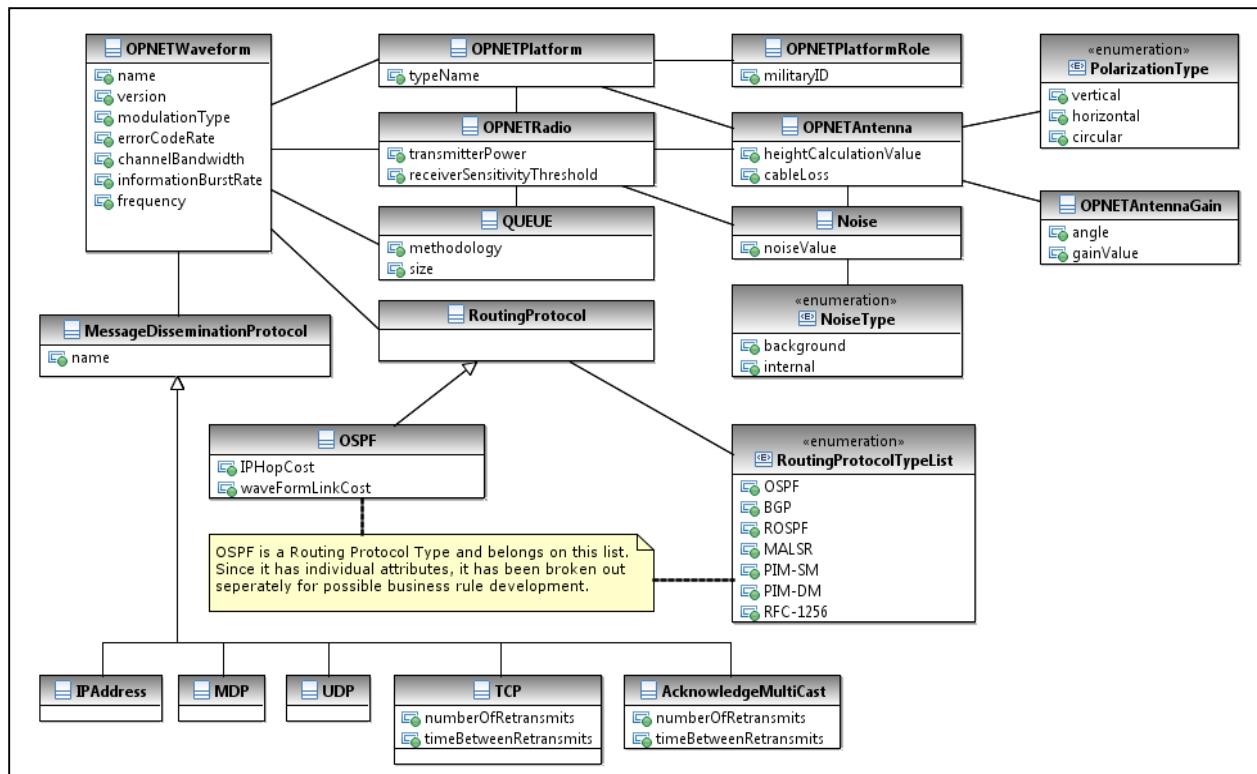 OPNETWaveform
name
version
modulationType
errorCodeRate
channelBandwidth
informationBurstRate
frequency
OPNETPlatform
typeName
OPNETPlatformRole
militaryID
«enumeration»
PolarizationType
vertical
horizontal
circular
OPNETRadio
transmitterPower
receiverSensitivityThreshold
OPNETAntenna
heightCalculationValue
cableLoss
OPNETAntennaGain
angle
gainValue
QUEUE
methodology
size
Noise
noiseValue
«enumeration»
NoiseType
background
internal
MessageDisseminationProtocol
name
RoutingProtocol
OSPF
IPHopCost
waveFormLinkCost
«enumeration»
RoutingProtocolTypeList
OSPF
BGP
ROSPF
MALSR
PIM-SM
PIM-DM
RFC-1256
OSPF is a Routing Protocol Type and belongs on this list.
Since it has individual attributes, it has been broken out
seperately for possible business rule development.
IPAddress
MDP
UDP
TCP
numberOfRetransmits
timeBetweenRetransmits
AcknowledgeMultiCast
numberOfRetransmits
timeBetweenRetransmits